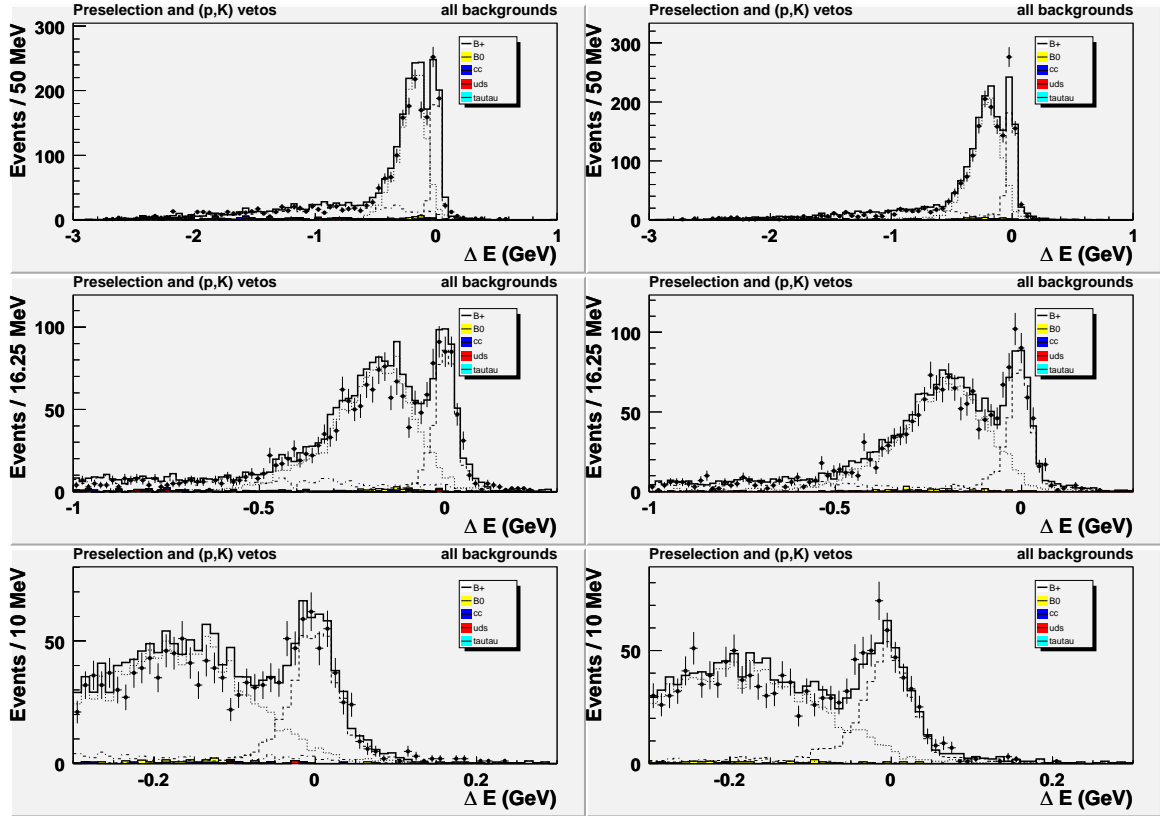 Preselection and (p,K) vetos all backgrounds
Events / 50 MeV
300
200
100
0
B+
B0
cc
uds
tautau
-3 -2 -1 0 1
Δ E (GeV)
Preselection and (p,K) vetos all backgrounds
Events / 50 MeV
300
200
100
0
B+
B0
cc
uds
tautau
-3 -2 -1 0 1
Δ E (GeV)
Preselection and (p,K) vetos all backgrounds
Events / 16.25 MeV
100
50
0
B+
B0
cc
uds
tautau
-1 -0.5 0
Δ E (GeV)
Preselection and (p,K) vetos all backgrounds
Events / 16.25 MeV
100
50
0
B+
B0
cc
uds
tautau
-1 -0.5 0
Δ E (GeV)
Preselection and (p,K) vetos all backgrounds
Events / 10 MeV
50
0
B+
B0
cc
uds
tautau
-0.2 0 0.2
Δ E (GeV)
Preselection and (p,K) vetos all backgrounds
Events / 10 MeV
50
0
B+
B0
cc
uds
tautau
-0.2 0 0.2
Δ E (GeV)